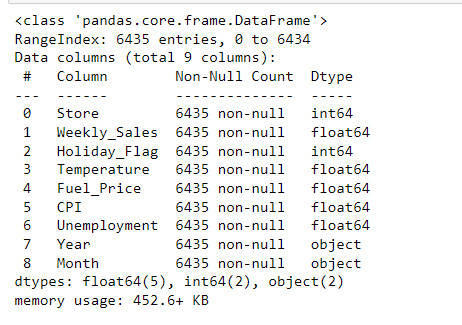 <class 'pandas.core.frame.DataFrame'>
RangeIndex: 6435 entries, 0 to 6434
Data columns (total 9 columns):
 #   Column        Non-Null Count  Dtype
---  ------        --------------  -----
 0   Store         6435 non-null   int64
 1   Weekly_Sales  6435 non-null   float64
 2   Holiday_Flag  6435 non-null   int64
 3   Temperature   6435 non-null   float64
 4   Fuel_Price    6435 non-null   float64
 5   CPI           6435 non-null   float64
 6   Unemployment  6435 non-null   float64
 7   Year          6435 non-null   object
 8   Month         6435 non-null   object
dtypes: float64(5), int64(2), object(2)
memory usage: 452.6+ KB